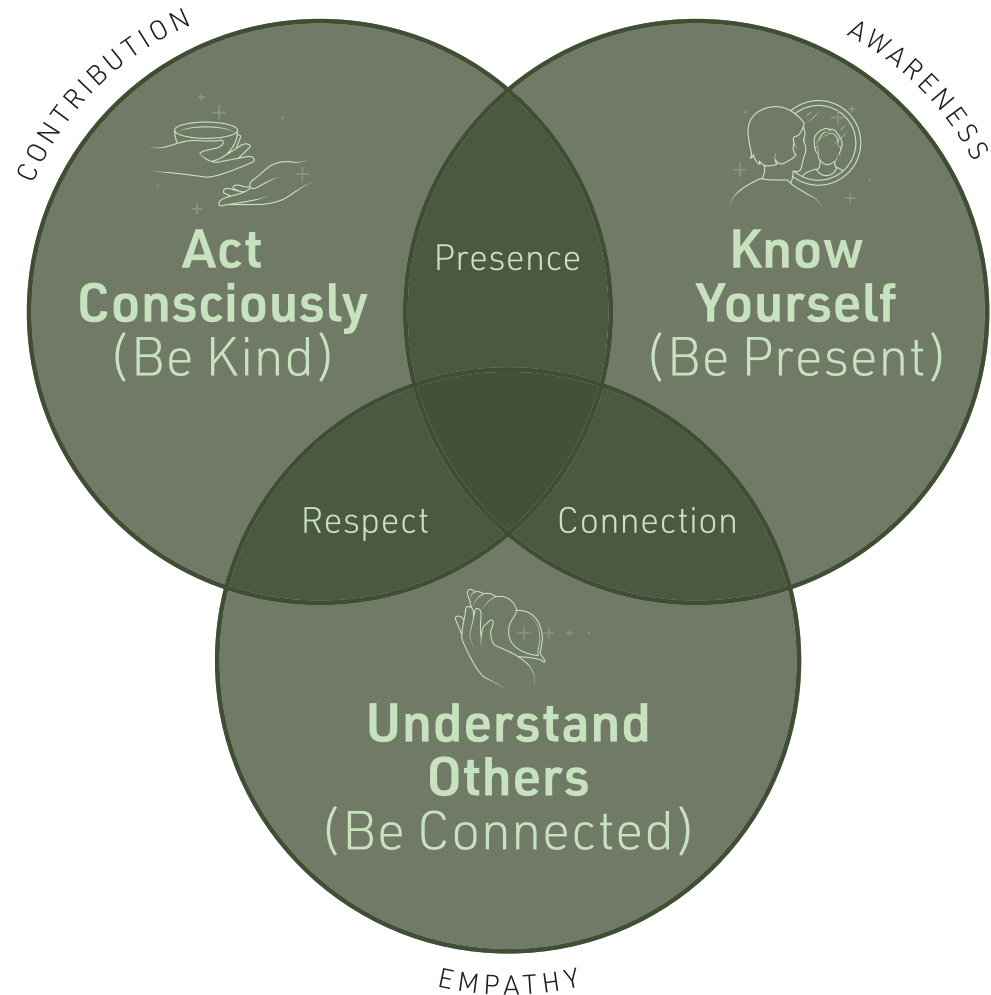 CONTRIBUTION
AWARENESS
Act
Consciously
(Be Kind)
Presence
Know
Yourself
(Be Present)
Respect
Connection
Understand
Others
(Be Connected)
EMPATHY